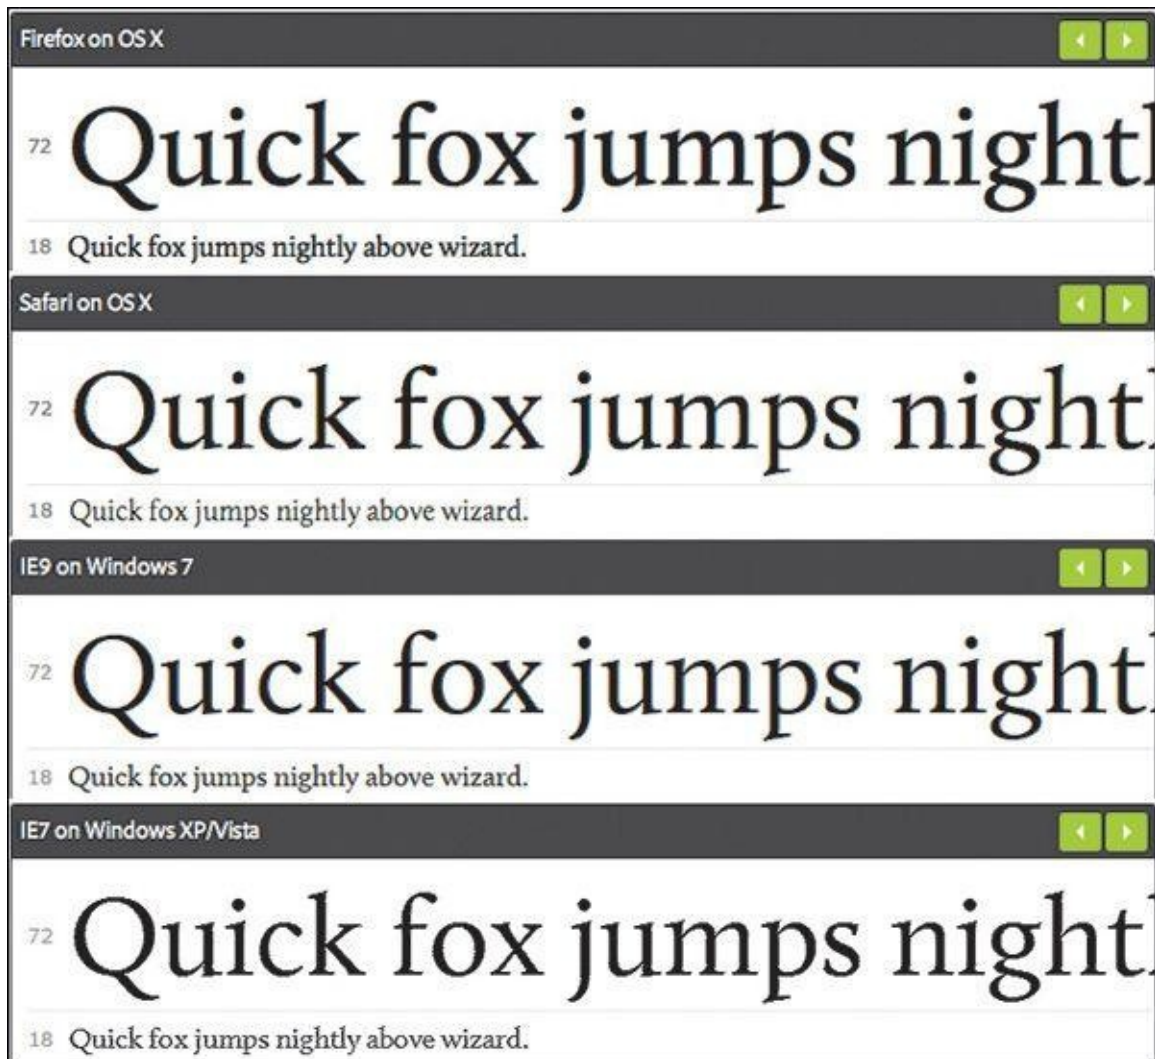 Firefox on OS X
72 Quick fox jumps nightl
18 Quick fox jumps nightly above wizard.
Safari on OS X
72 Quick fox jumps night
18 Quick fox jumps nightly above wizard.
IE9 on Windows 7
72 Quick fox jumps night
18 Quick fox jumps nightly above wizard.
IE7 on Windows XP/Vista
72 Quick fox jumps night
18 Quick fox jumps nightly above wizard.